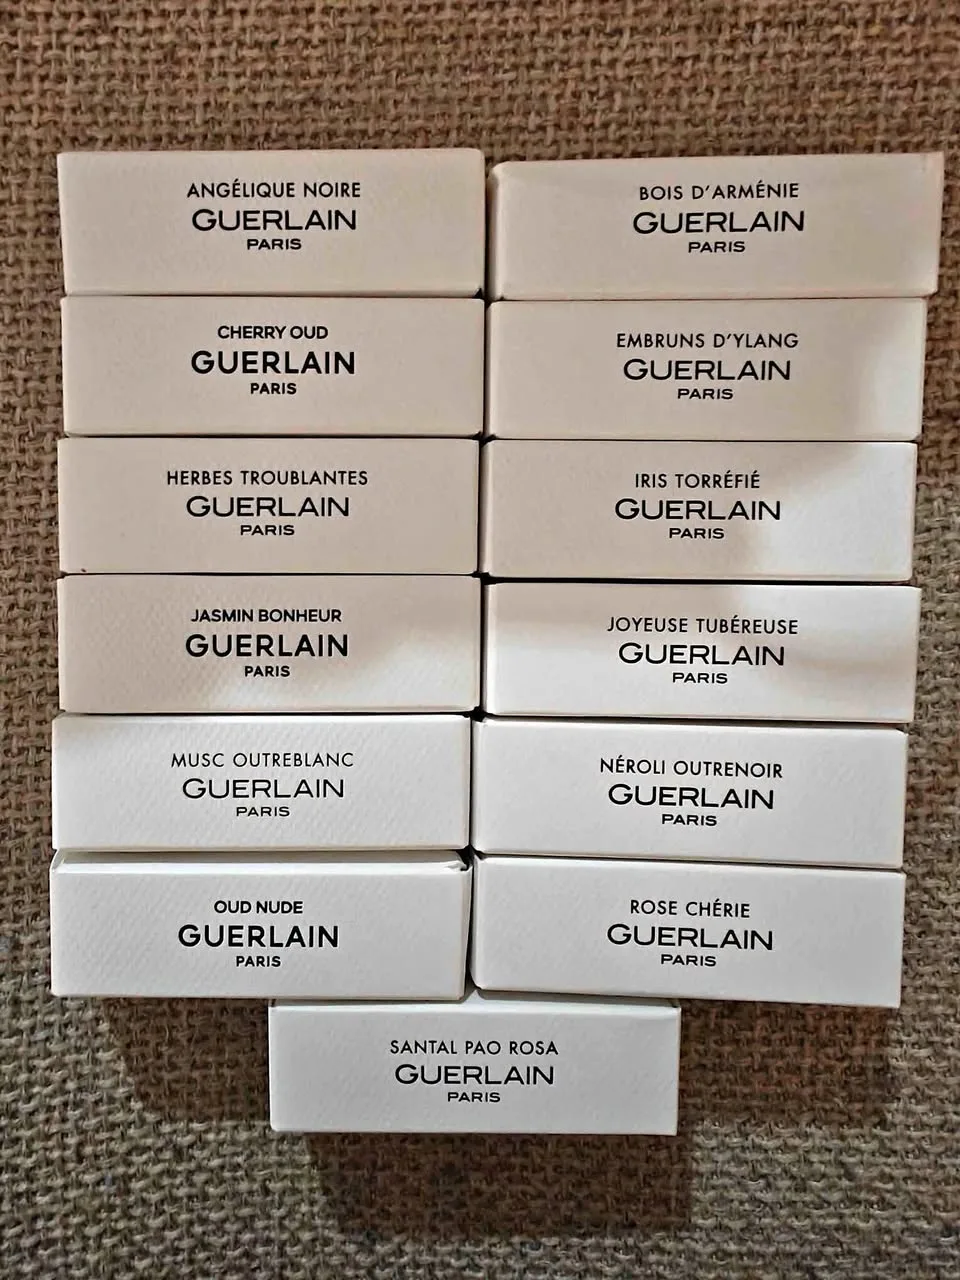 ANGÉLIQUE NOIRE
GUERLAIN
PARIS
BOIS D'ARMÉNIE
GUERLAIN
PARIS
CHERRY OUD
GUERLAIN
PARIS
EMBRUNS D'YLANG
GUERLAIN
PARIS
HERBES TROUBLANTES
GUERLAIN
PARIS
IRIS TORRÉFIÉ
GUERLAIN
PARIS
JASMIN BONHEUR
GUERLAIN
PARIS
JOYEUSE TUBÉREUSE
GUERLAIN
PARIS
MUSC OUTREBLANC
GUERLAIN
PARIS
NÉROLI OUTRENOIR
GUERLAIN
PARIS
OUD NUDE
GUERLAIN
PARIS
ROSE CHÉRIE
GUERLAIN
PARIS
SANTAL PAO ROSA
GUERLAIN
PARIS